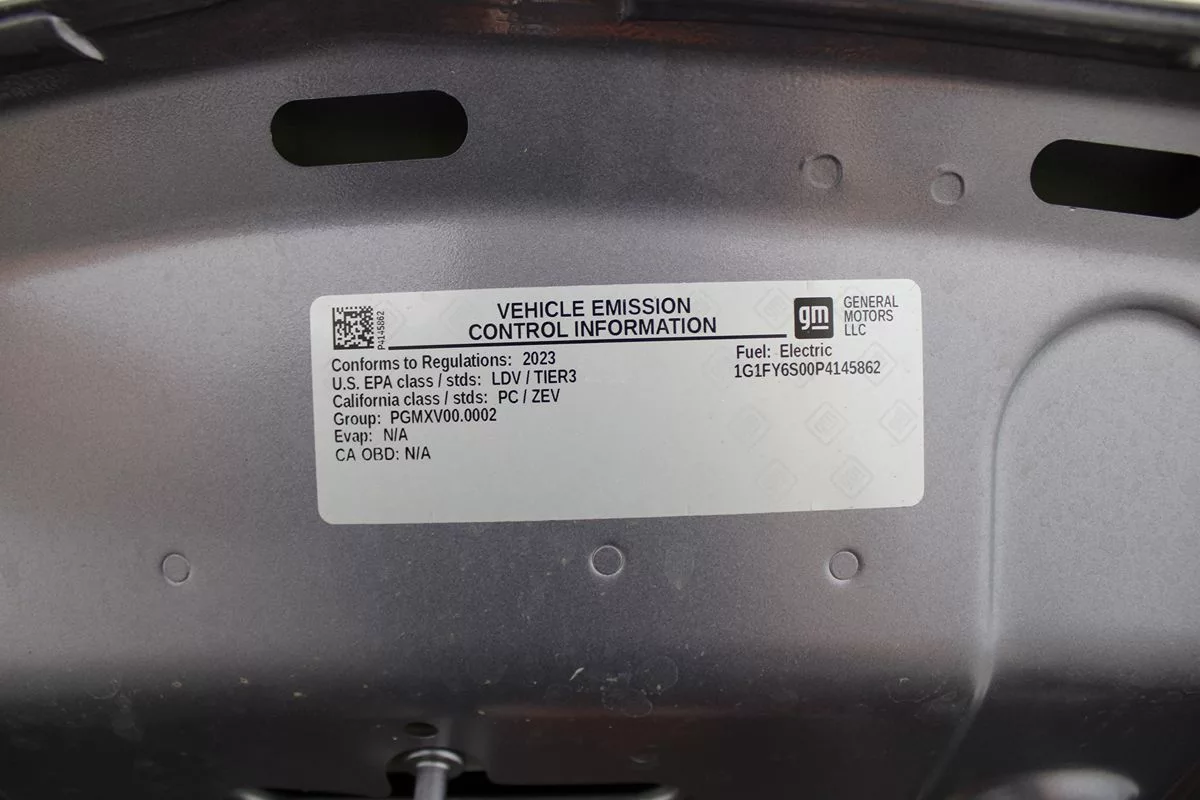 P4145862
VEHICLE EMISSION
CONTROL INFORMATION
gm
GENERAL
MOTORS
LLC
Conforms to Regulations: 2023
U.S. EPA class / stds: LDV / TIER3
California class / stds: PC / ZEV
Group: PGMXV00.0002
Evap: N/A
CA OBD: N/A
Fuel: Electric
1G1FY6S00P4145862